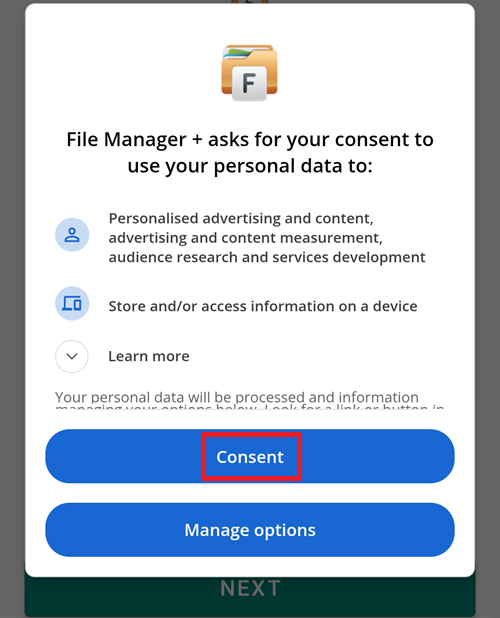 F
File Manager + asks for your consent to
use your personal data to:
Personalised advertising and content,
advertising and content measurement,
audience research and services development
Store and/or access information on a device
Learn more
Your personal data will be processed and information
managing your options below. Look for a link or button in
Consent
Manage options
NEXT